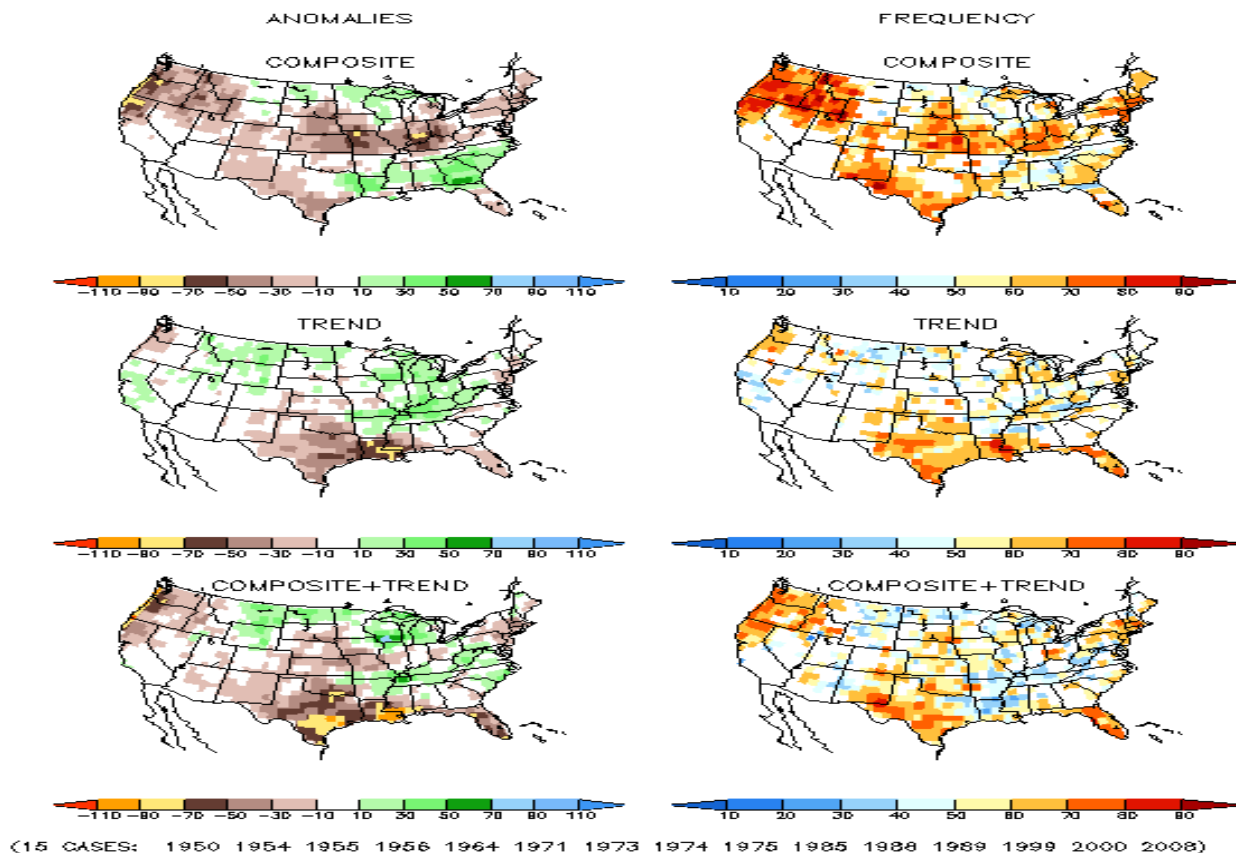 ANOMALIES FREQUENCY
COMPOSITE COMPOSITE
-110 -90 -70 -50 -30 -10 10 30 50 70 90 110 10 20 30 40 50 60 70 80 90
TREND TREND
-110 -90 -70 -50 -30 -10 10 30 50 70 90 110 10 20 30 40 50 60 70 80 90
COMPOSITE+TREND COMPOSITE+TREND
-110 -90 -70 -50 -30 -10 10 30 50 70 90 110 10 20 30 40 50 60 70 80 90
(15 CASES: 1950 1954 1955 1956 1964 1971 1973 1974 1975 1985 1988 1989 1999 2000 2008)